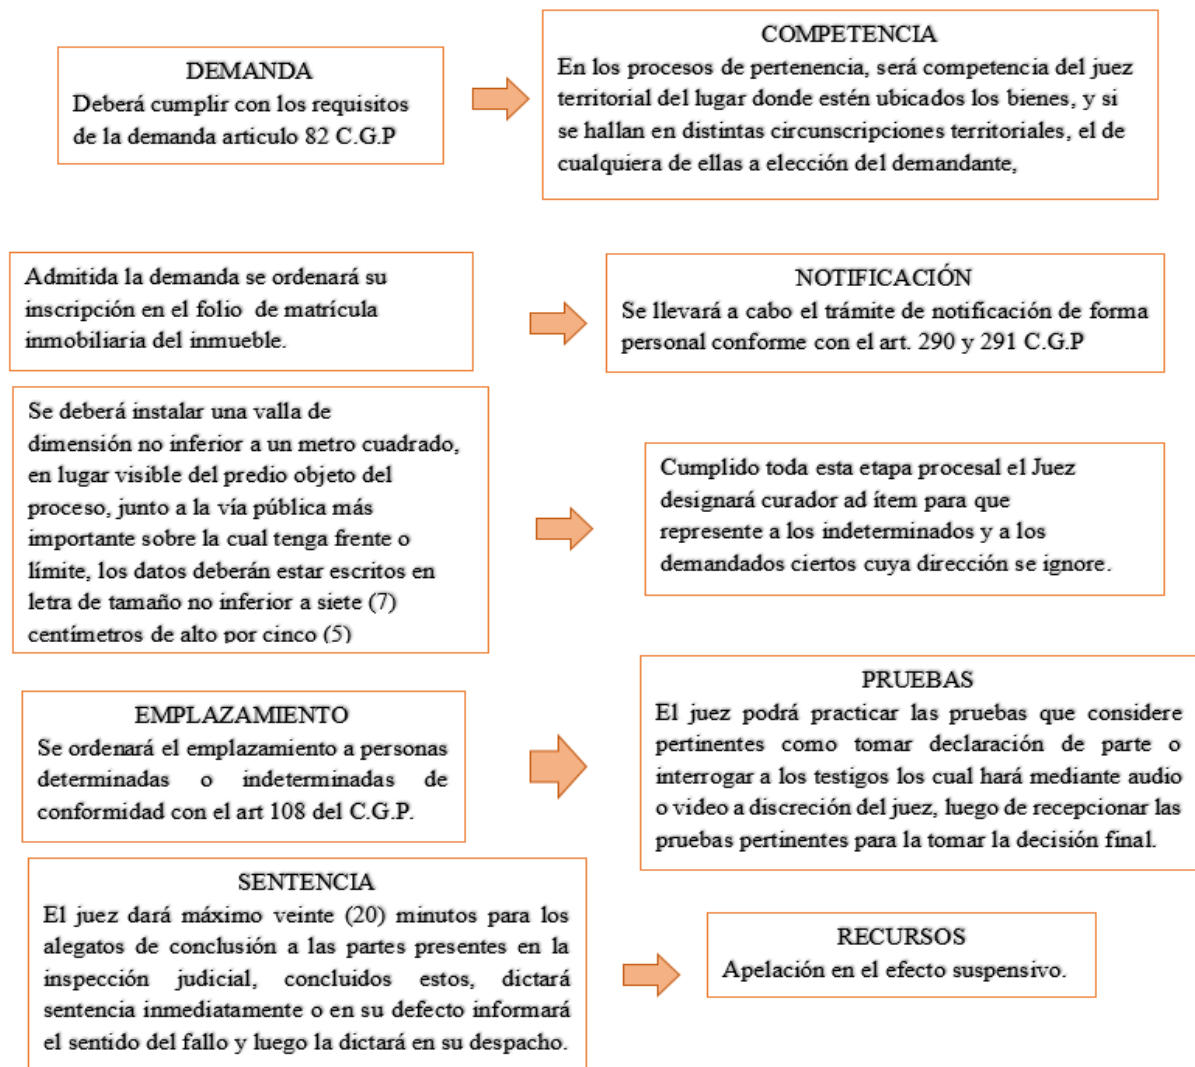 DEMANDA
Deberá cumplir con los requisitos
de la demanda articulo 82 C.G.P
COMPETENCIA
En los procesos de pertenencia, será competencia del juez
territorial del lugar donde estén ubicados los bienes, y si
se hallan en distintas circunscripciones territoriales, el de
cualquiera de ellas a elección del demandante,
Admitida la demanda se ordenará su
inscripción en el folio de matrícula
inmobiliaria del inmueble.
NOTIFICACIÓN
Se llevará a cabo el trámite de notificación de forma
personal conforme con el art. 290 y 291 C.G.P
Se deberá instalar una valla de
dimensión no inferior a un metro cuadrado,
en lugar visible del predio objeto del
proceso, junto a la vía pública más
importante sobre la cual tenga frente o
límite, los datos deberán estar escritos en
letra de tamaño no inferior a siete (7)
centímetros de alto por cinco (5)
Cumplido toda esta etapa procesal el Juez
designará curador ad ítem para que
represente a los indeterminados y a los
demandados ciertos cuya dirección se ignore.
EMPLAZAMIENTO
Se ordenará el emplazamiento a personas
determinadas o indeterminadas de
conformidad con el art 108 del C.G.P.
PRUEBAS
El juez podrá practicar las pruebas que considere
pertinentes como tomar declaración de parte o
interrogar a los testigos los cual hará mediante audio
o video a discreción del juez, luego de recepcionar las
pruebas pertinentes para la tomar la decisión final.
SENTENCIA
El juez dará máximo veinte (20) minutos para los
alegatos de conclusión a las partes presentes en la
inspección judicial, concluidos estos, dictará
sentencia inmediatamente o en su defecto informará
el sentido del fallo y luego la dictará en su despacho.
RECURSOS
Apelación en el efecto suspensivo.